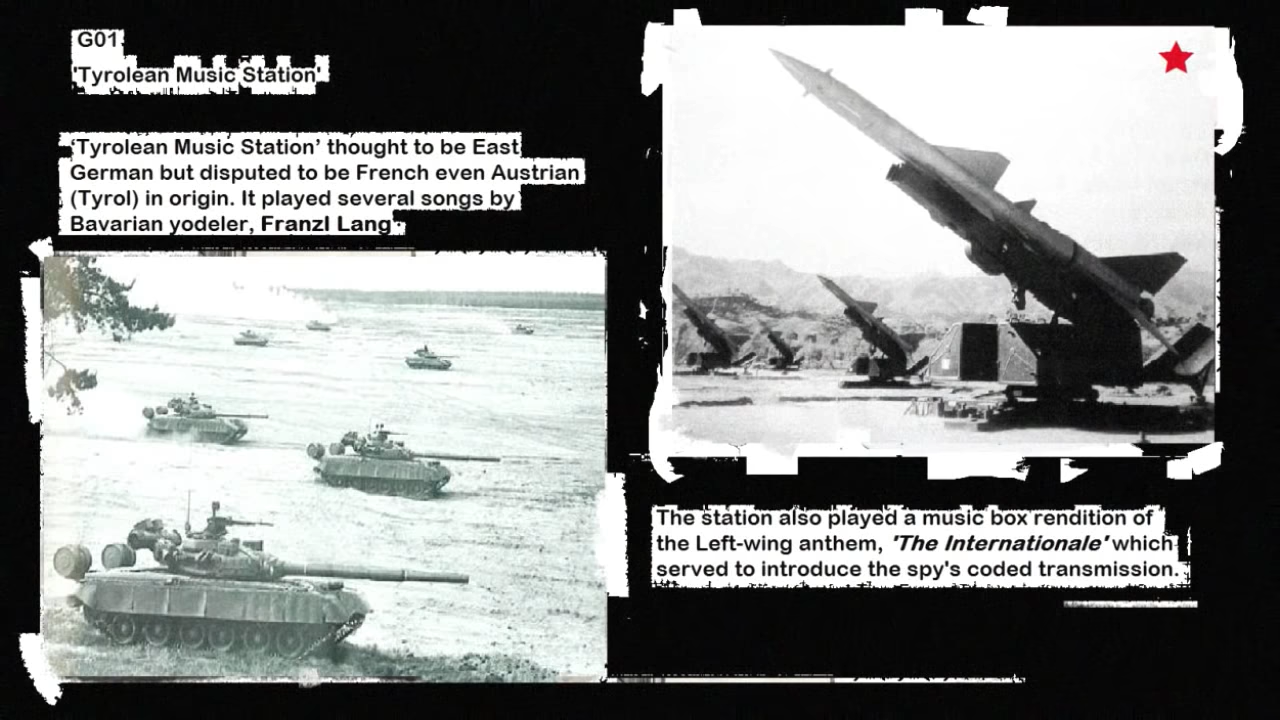 G01
'Tyrolean Music Station'
‘Tyrolean Music Station’ thought to be East
German but disputed to be French even Austrian
(Tyrol) in origin. It played several songs by
Bavarian yodeler, Franzl Lang
The station also played a music box rendition of
the Left-wing anthem, 'The Internationale' which
served to introduce the spy's coded transmission.